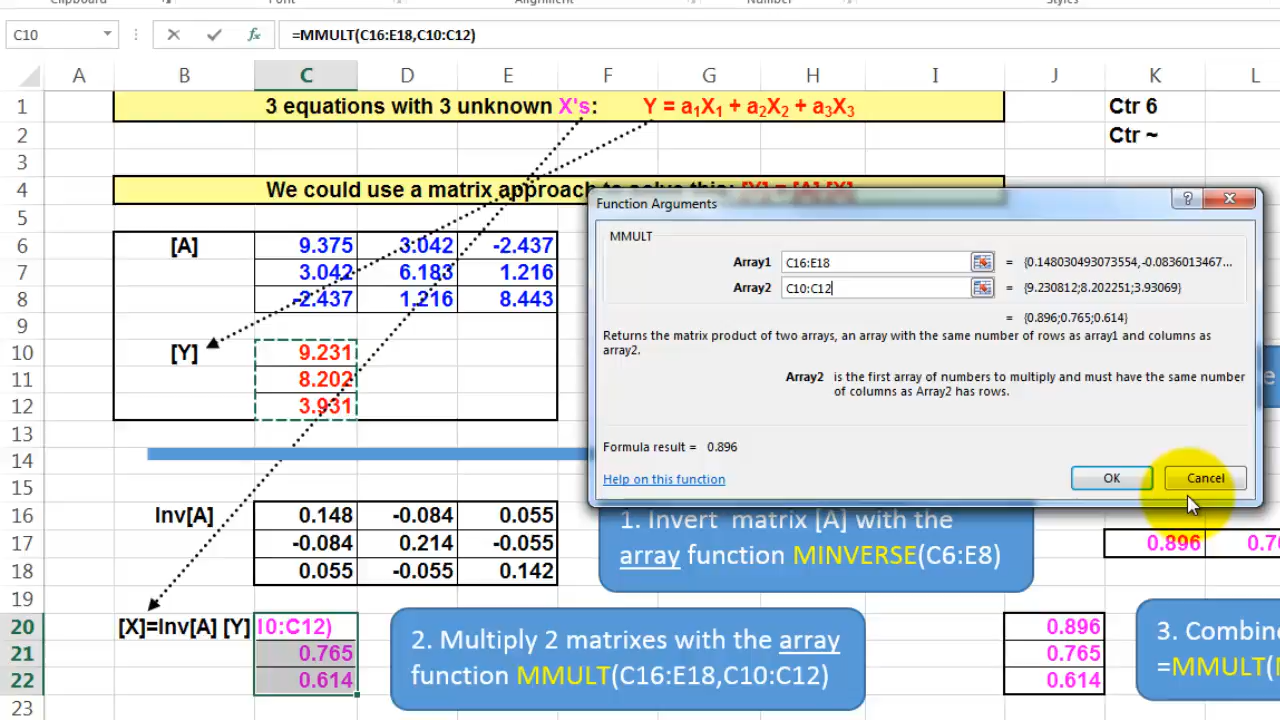 Font
Alignment
Number
Styles
C10 =MMULT(C16:E18,C10:C12)
A B C D E F G H I J K L
1 3 equations with 3 unknown X's: Y = a1X1 + a2X2 + a3X3 Ctr 6
2 Ctr ~
3
4 We could use a matrix approach to solve this: [Y] = [A] [X]
5
6 [A] 9.375 3.042 -2.437
7 3.042 6.183 1.216
8 -2.437 1.216 8.443
9
10 [Y] 9.231
11 8.202
12 3.931
13
14
15
16 Inv[A] 0.148 -0.084 0.055
17 -0.084 0.214 -0.055 0.896
18 0.055 -0.055 0.142
19
20 [X]=Inv[A] [Y] 10:C12) 0.896
21 0.765 0.765
22 0.614 0.614
23
Function Arguments
MMULT
Array1 C16:E18 = {0.148030493073554,-0.0836013467...
Array2 C10:C12 = {9.230812;8.202251;3.93069}
= {0.896;0.765;0.614}
Returns the matrix product of two arrays, an array with the same number of rows as array1 and columns as
array2.
Array2 is the first array of numbers to multiply and must have the same number
of columns as Array2 has rows.
Formula result = 0.896
Help on this function OK Cancel
1. Invert matrix [A] with the
array function MINVERSE(C6:E8)
2. Multiply 2 matrixes with the array
function MMULT(C16:E18,C10:C12)
3. Combine
=MMULT(